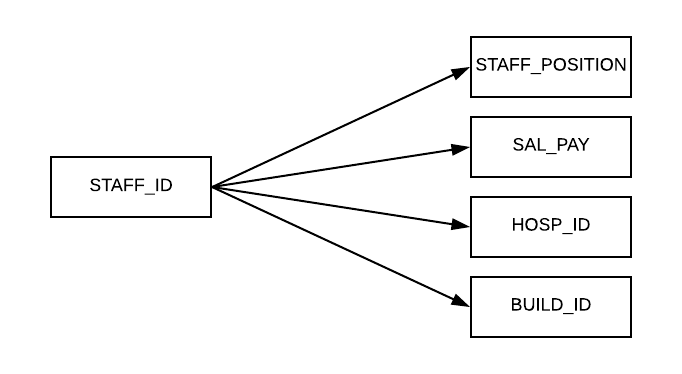 STAFF_POSITION
SAL_PAY
STAFF_ID
HOSP_ID
BUILD_ID